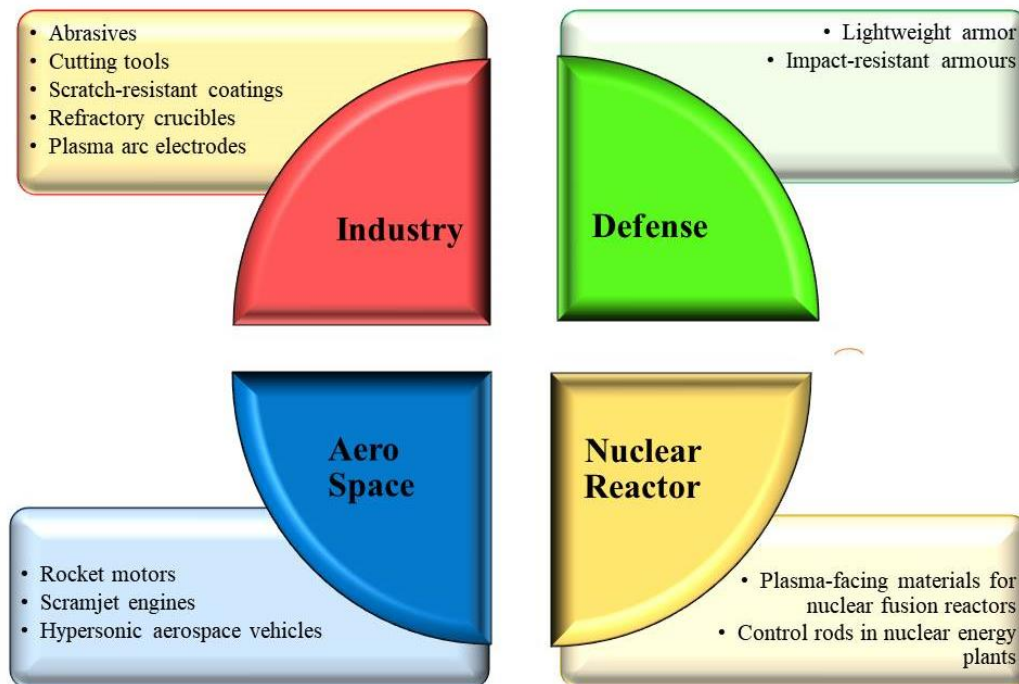 • Abrasives
• Cutting tools
• Scratch-resistant coatings
• Refractory crucibles
• Plasma arc electrodes
Industry
• Lightweight armor
• Impact-resistant armours
Defense
Aero
Space
• Rocket motors
• Scramjet engines
• Hypersonic aerospace vehicles
Nuclear
Reactor
• Plasma-facing materials for
nuclear fusion reactors
• Control rods in nuclear energy
plants